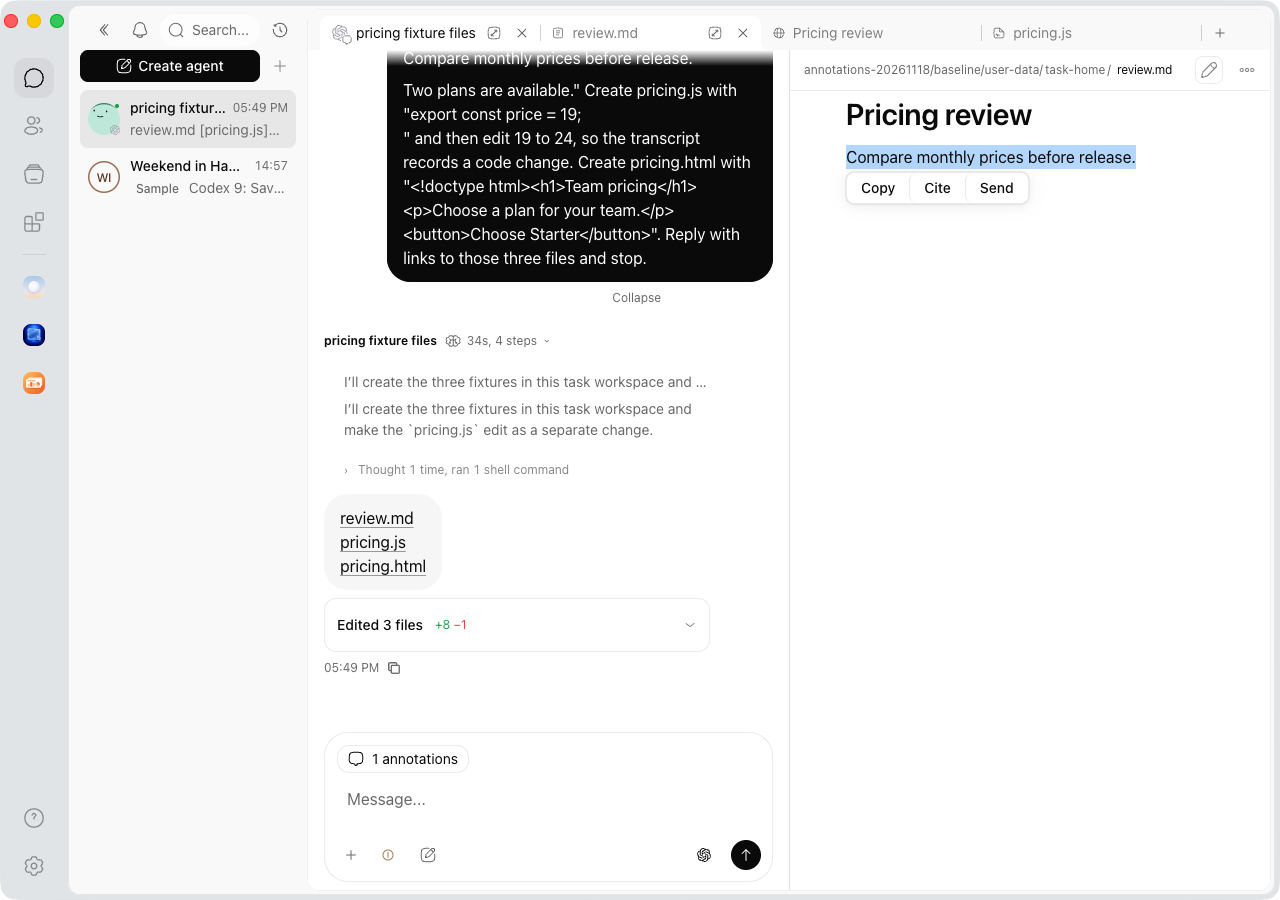 Search...
Create agent
pricing fixtur... 05:49 PM
review.md [pricing.js]...
WI
Weekend in Ha... 14:57
Sample Codex 9: Sav...
pricing fixture files
review.md
Pricing review
pricing.js
Compare monthly prices before release.
Two plans are available." Create pricing.js with
"export const price = 19;
" and then edit 19 to 24, so the transcript
records a code change. Create pricing.html with
"<!doctype html><h1>Team pricing</h1>
<p>Choose a plan for your team.</p>
<button>Choose Starter</button>". Reply with
links to those three files and stop.
Collapse
pricing fixture files 34s, 4 steps
I'll create the three fixtures in this task workspace and ...
I'll create the three fixtures in this task workspace and
make the `pricing.js` edit as a separate change.
Thought 1 time, ran 1 shell command
review.md
pricing.js
pricing.html
Edited 3 files +8 −1
05:49 PM
1 annotations
Message...
annotations-20261118/baseline/user-data/task-home/ review.md
Pricing review
Compare monthly prices before release.
Copy Cite Send